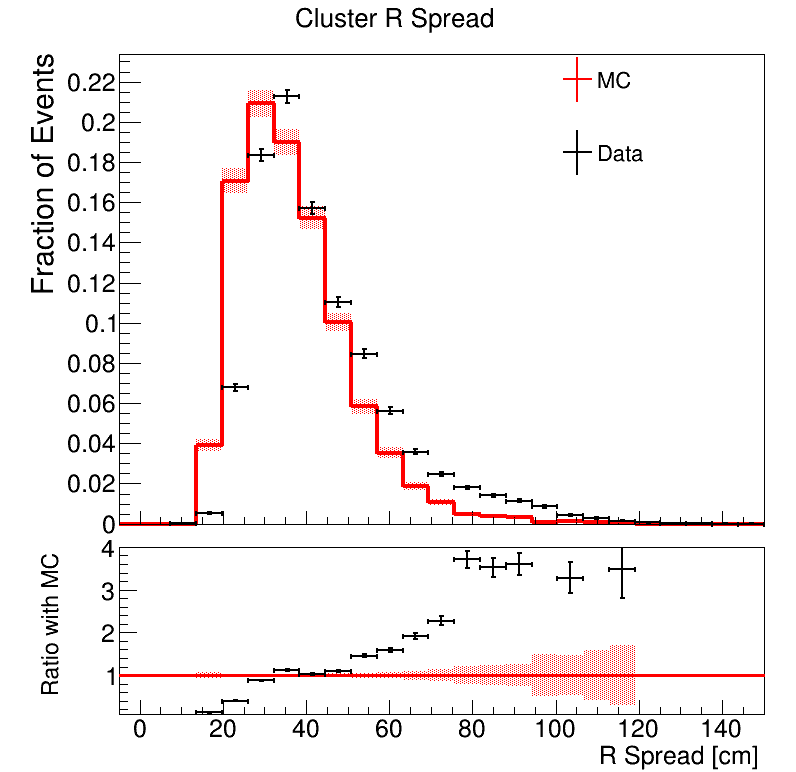 Cluster R Spread
Fraction of Events
0.22
0.2
0.18
0.16
0.14
0.12
0.1
0.08
0.06
0.04
0.02
0
MC
Data
Ratio with MC
4
3
2
1
0 20 40 60 80 100 120 140
R Spread [cm]